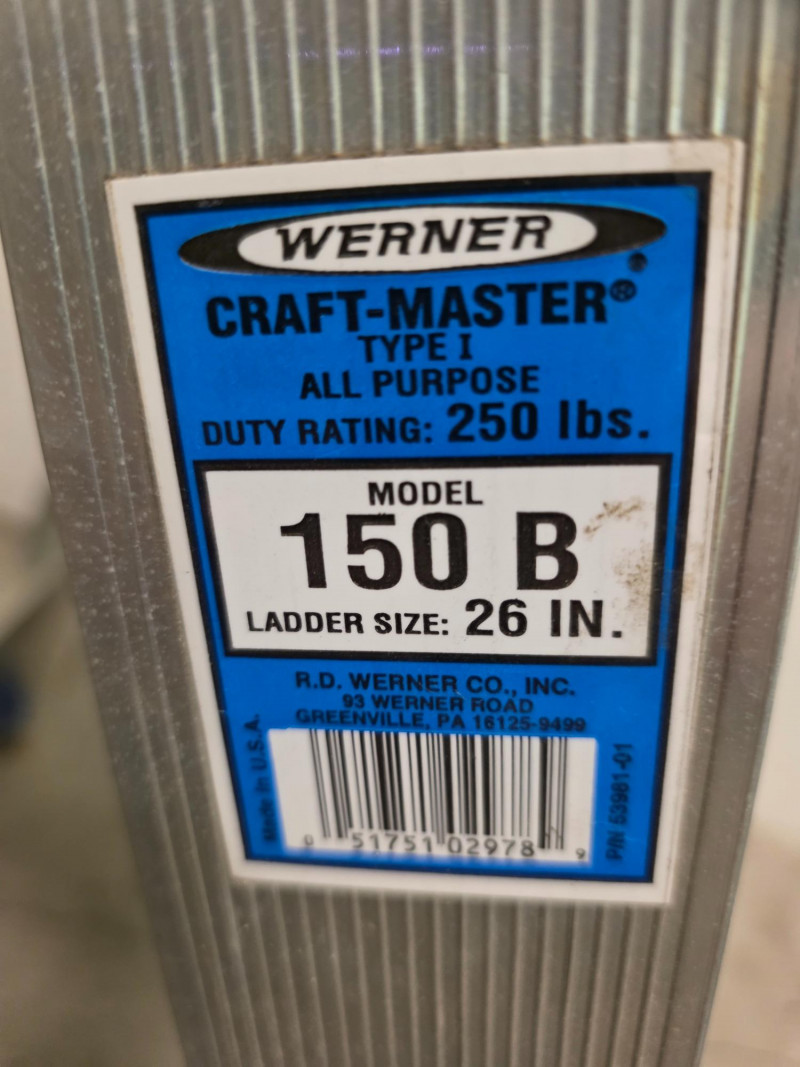 WERNER
CRAFT-MASTER®
TYPE I
ALL PURPOSE
DUTY RATING: 250 lbs.
MODEL
150 B
LADDER SIZE: 26 IN.
R.D. WERNER CO., INC.
93 WERNER ROAD
GREENVILLE, PA 16125-9499
Made in U.S.A.
0 51751 02978 9
P/N 53981-01